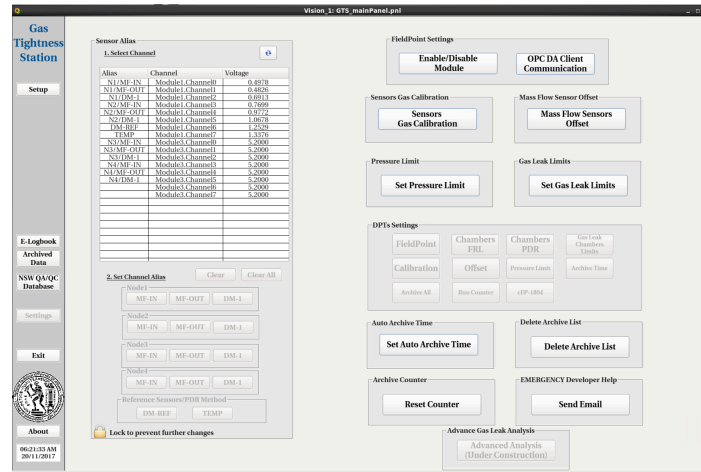 Vision_1: GTS_mainPanel.pnl
Gas
Tightness
Station
Setup
E-Logbook
Archived
Data
NSW QA/QC
Database
Settings
Exit
About
06:21:33 AM
20/11/2017
Sensor Alias
1. Select Channel
Alias Channel Voltage
N1/MF-IN Module1.Channel0 0.4978
N1/MF-OUT Module1.Channel1 0.4826
N1/DM-1 Module1.Channel2 0.6913
N2/MF-IN Module1.Channel3 0.7699
N2/MF-OUT Module1.Channel4 0.9772
N2/DM-1 Module1.Channel5 1.0678
DM-REF Module1.Channel6 1.2529
TEMP Module1.Channel7 1.3376
N3/MF-IN Module3.Channel0 5.2000
N3/MF-OUT Module3.Channel1 5.2000
N3/DM-1 Module3.Channel2 5.2000
N4/MF-IN Module3.Channel3 5.2000
N4/MF-OUT Module3.Channel4 5.2000
N4/DM-1 Module3.Channel5 5.2000
Module3.Channel6 5.2000
Module3.Channel7 5.2000
2. Set Channel Alias Clear Clear All
Node1
MF-IN MF-OUT DM-1
Node2
MF-IN MF-OUT DM-1
Node3
MF-IN MF-OUT DM-1
Node4
MF-IN MF-OUT DM-1
Reference Sensors/PDR Method
DM-REF TEMP
Lock to prevent further changes
FieldPoint Settings
Enable/Disable
Module
OPC DA Client
Communication
Sensors Gas Calibration
Sensors
Gas Calibration
Mass Flow Sensor Offset
Mass Flow Sensors
Offset
Pressure Limit
Set Pressure Limit
Gas Leak Limits
Set Gas Leak Limits
DPTs Settings
FieldPoint
Chambers
FRL
Chambers
PDR
Gas Leak
Chambers
Limits
Calibration Offset Pressure Limit Archive Time
Archive All Run Counter cFP-1804
Auto Archive Time
Set Auto Archive Time
Delete Archive List
Delete Archive List
Archive Counter
Reset Counter
EMERGENCY Developer Help
Send Email
Advance Gas Leak Analysis
Advanced Analysis
(Under Construction)